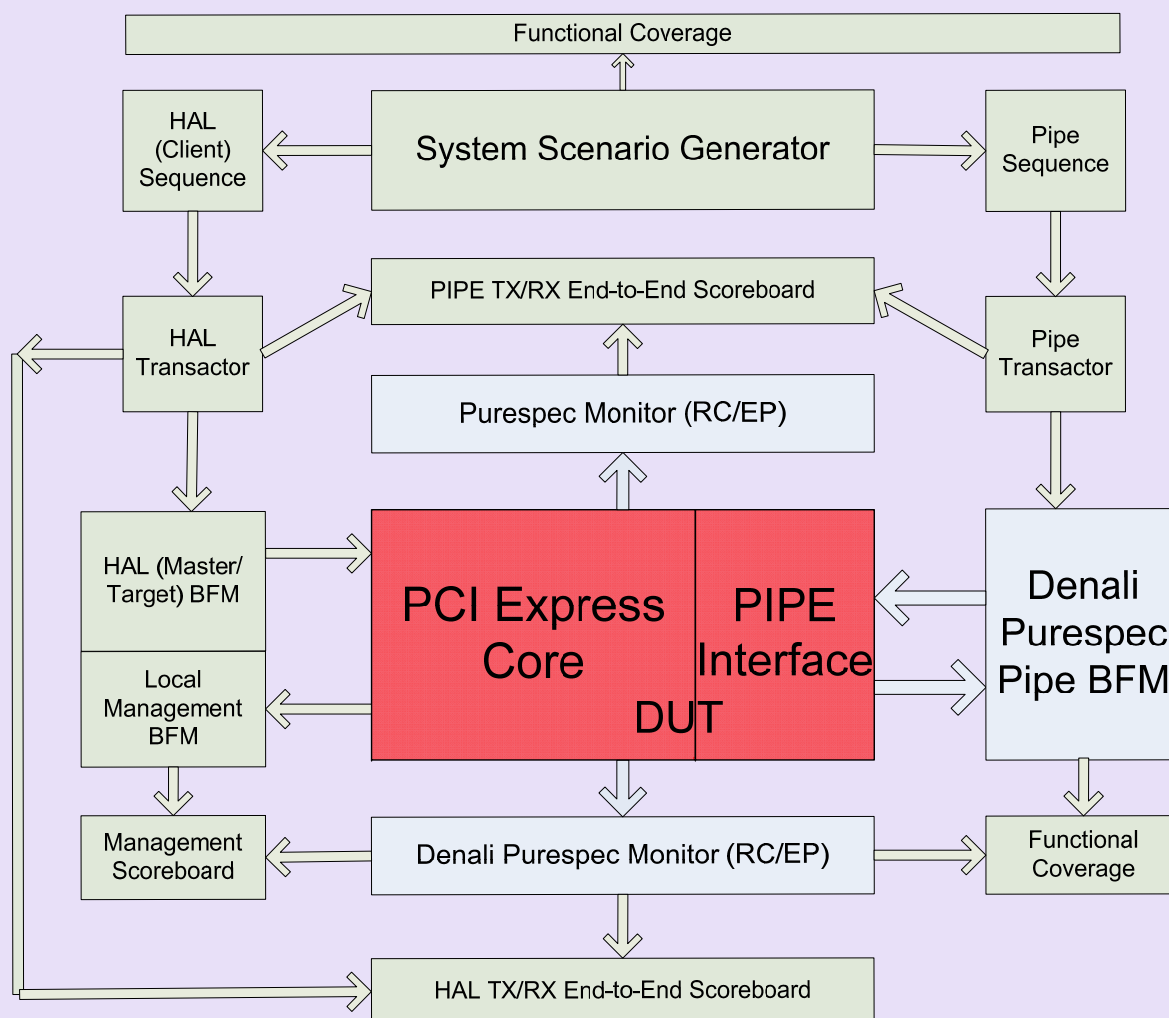 Functional Coverage
HAL
(Client)
Sequence
System Scenario Generator
Pipe
Sequence
PIPE TX/RX End-to-End Scoreboard
HAL
Transactor
Pipe
Transactor
Purespec Monitor (RC/EP)
HAL (Master/
Target) BFM
PCI Express
Core
PIPE
Interface
DUT
Denali
Purespec
Pipe BFM
Local
Management
BFM
Management
Scoreboard
Denali Purespec Monitor (RC/EP)
Functional
Coverage
HAL TX/RX End-to-End Scoreboard